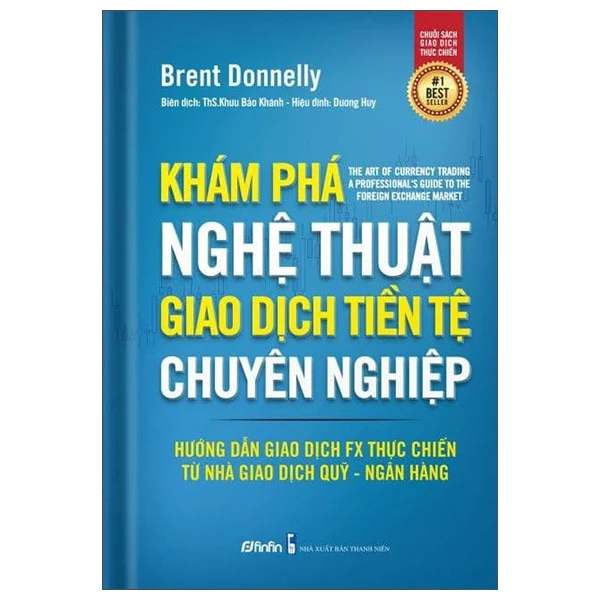 CHUỖI SÁCH
GIAO DỊCH
THỰC CHIẾN
#1
BEST
SELLER
Brent Donnelly
Biên dịch: ThS.Khưu Bảo Khánh - Hiệu đính: Dương Huy
KHÁM PHÁ
THE ART OF CURRENCY TRADING
A PROFESSIONAL'S GUIDE TO THE
FOREIGN EXCHANGE MARKET
NGHỆ THUẬT
GIAO DỊCH TIỀN TỆ
CHUYÊN NGHIỆP
HƯỚNG DẪN GIAO DỊCH FX THỰC CHIẾN
TỪ NHÀ GIAO DỊCH QUỸ - NGÂN HÀNG
finfin
NHÀ XUẤT BẢN THANH NIÊN